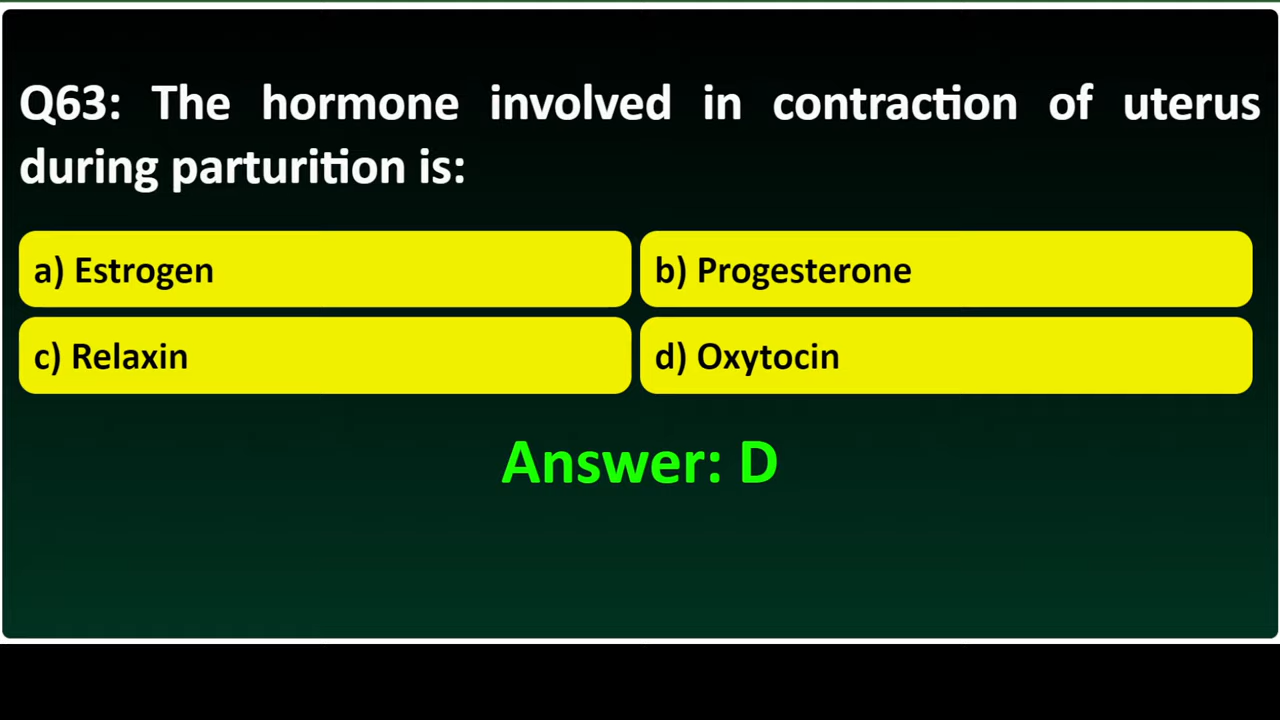 Q63: The hormone involved in contraction of uterus
during parturition is:
a) Estrogen
b) Progesterone
c) Relaxin
d) Oxytocin
Answer: D